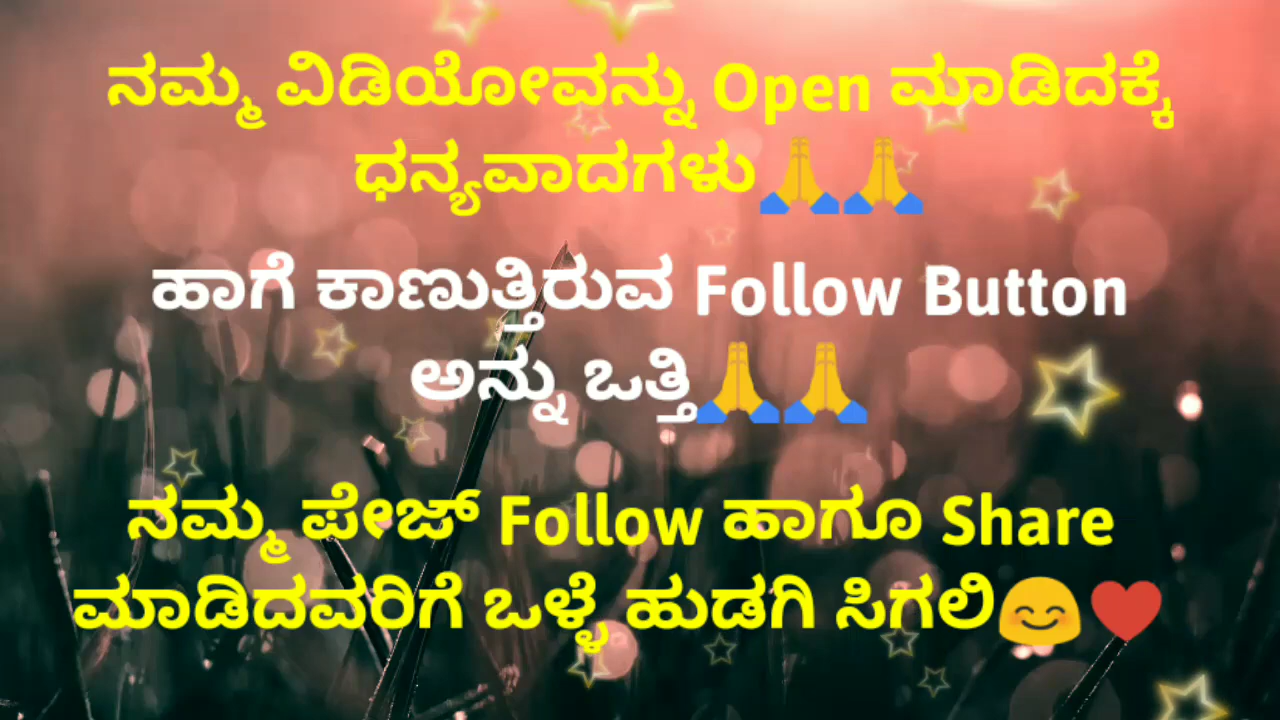 ನಮ್ಮ ವಿಡಿಯೋವನ್ನು Open ಮಾಡಿದಕ್ಕೆ
ಧನ್ಯವಾದಗಳು🙏🙏
ಹಾಗೆ ಕಾಣುತ್ತಿರುವ Follow Button
ಅನ್ನು ಒತ್ತಿ🙏🙏
ನಮ್ಮ ಪೇಜ್ Follow ಹಾಗೂ Share
ಮಾಡಿದವರಿಗೆ ಒಳ್ಳೆ ಹುಡಗಿ ಸಿಗಲಿ😊❤️